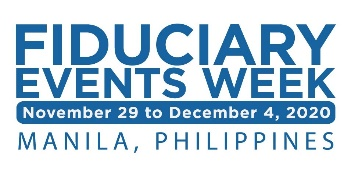 FIDUCIARY
EVENTS WEEK
November 29 to December 4, 2020
MANILA, PHILIPPINES